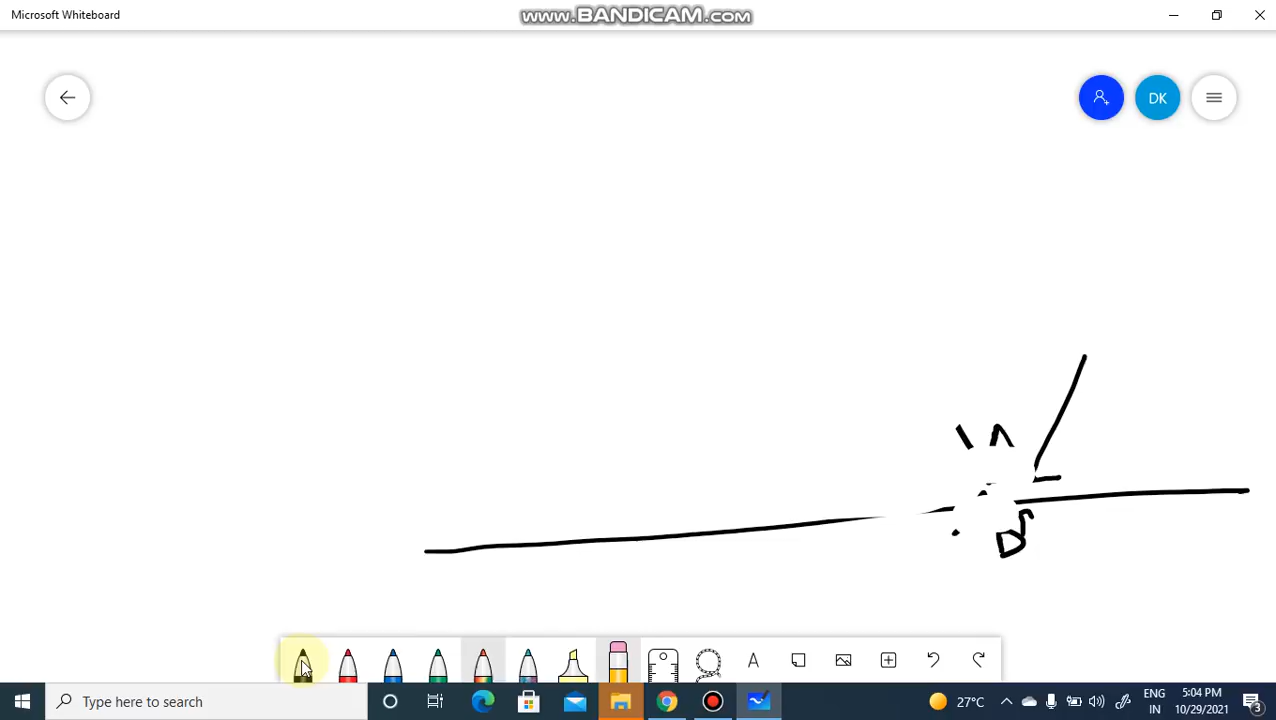 Microsoft Whiteboard
www.BANDICAM.com
DK
A
Type here to search
27°C
ENG
IN
5:04 PM
10/29/2021
3